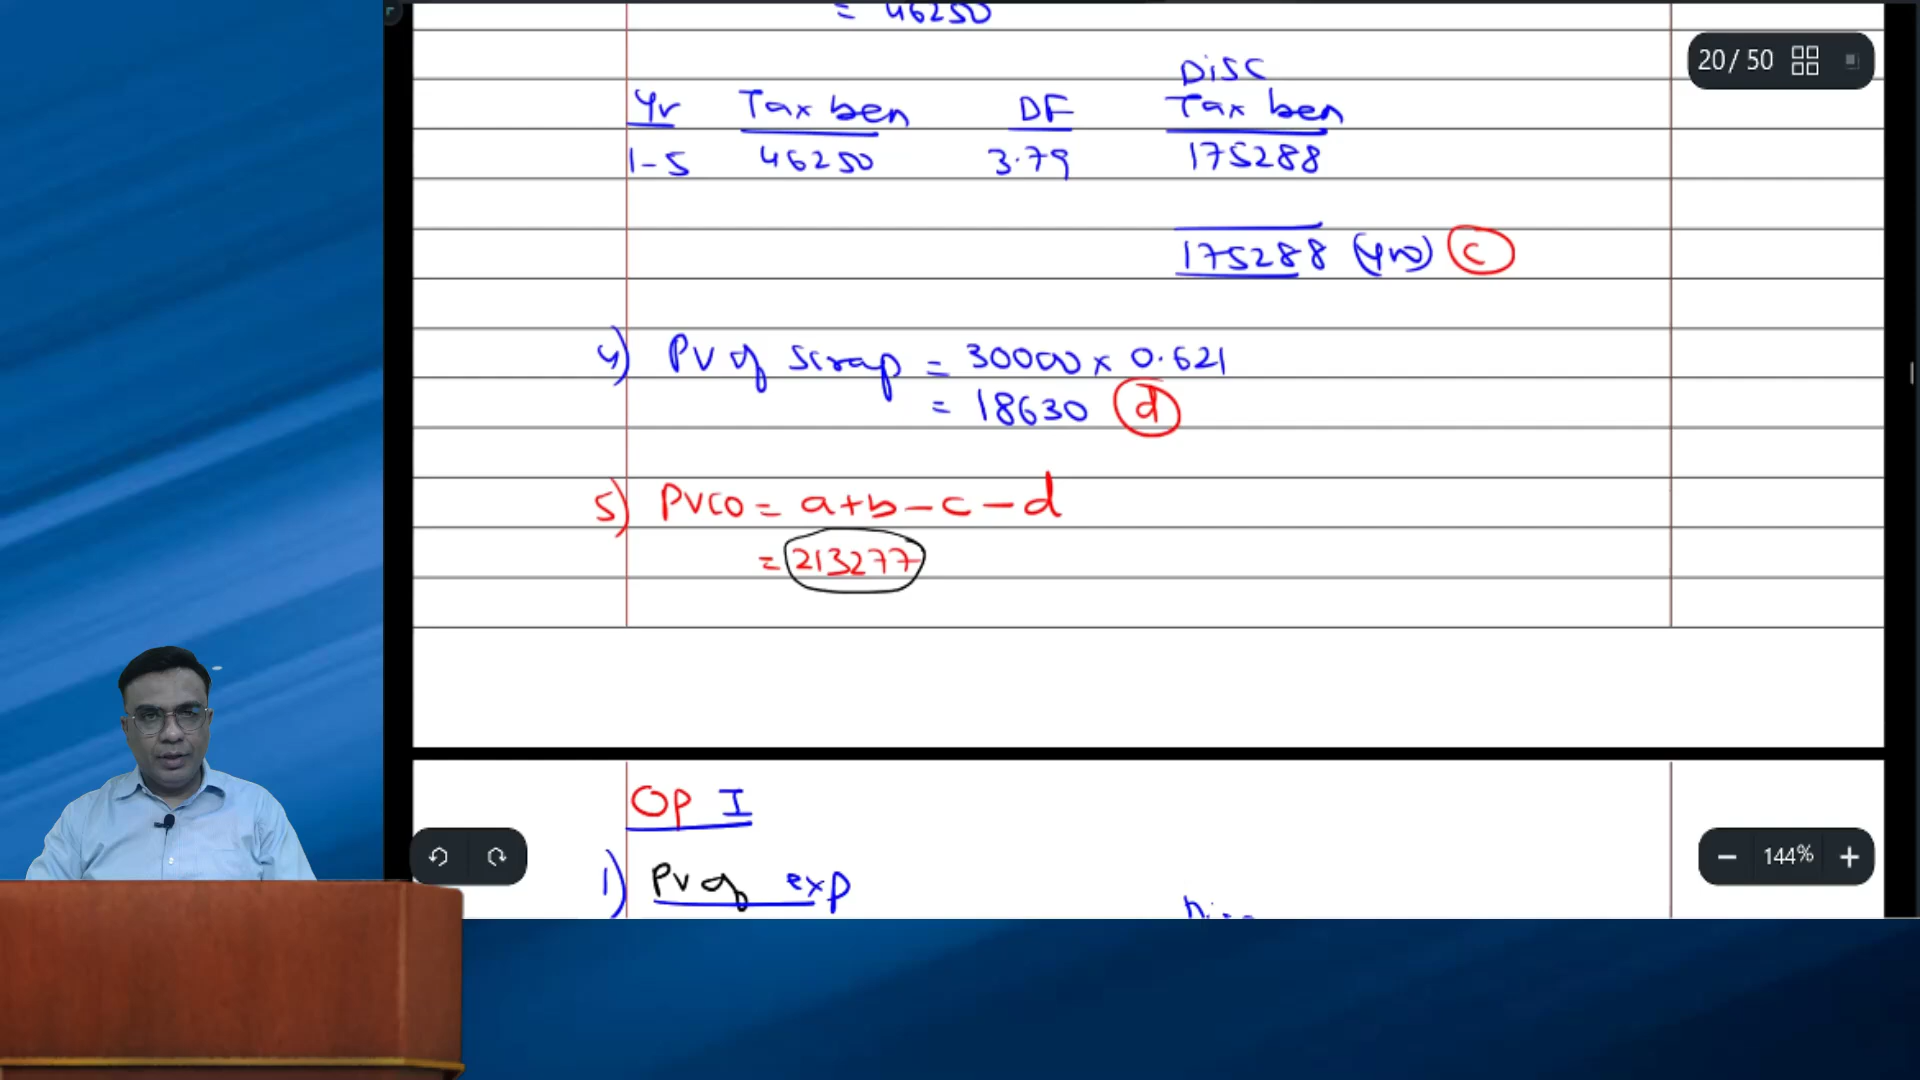 = 46250
20/ 50
Disc
Yr Tax ben DF Tax ben
1-5 46250 3.79 175288
175288 c
4) PV of Scrap = 30000 x 0.621
= 18630 d
5) PVCO = a+b-c-d
= 213277
Op I
1) PV of exp
144%